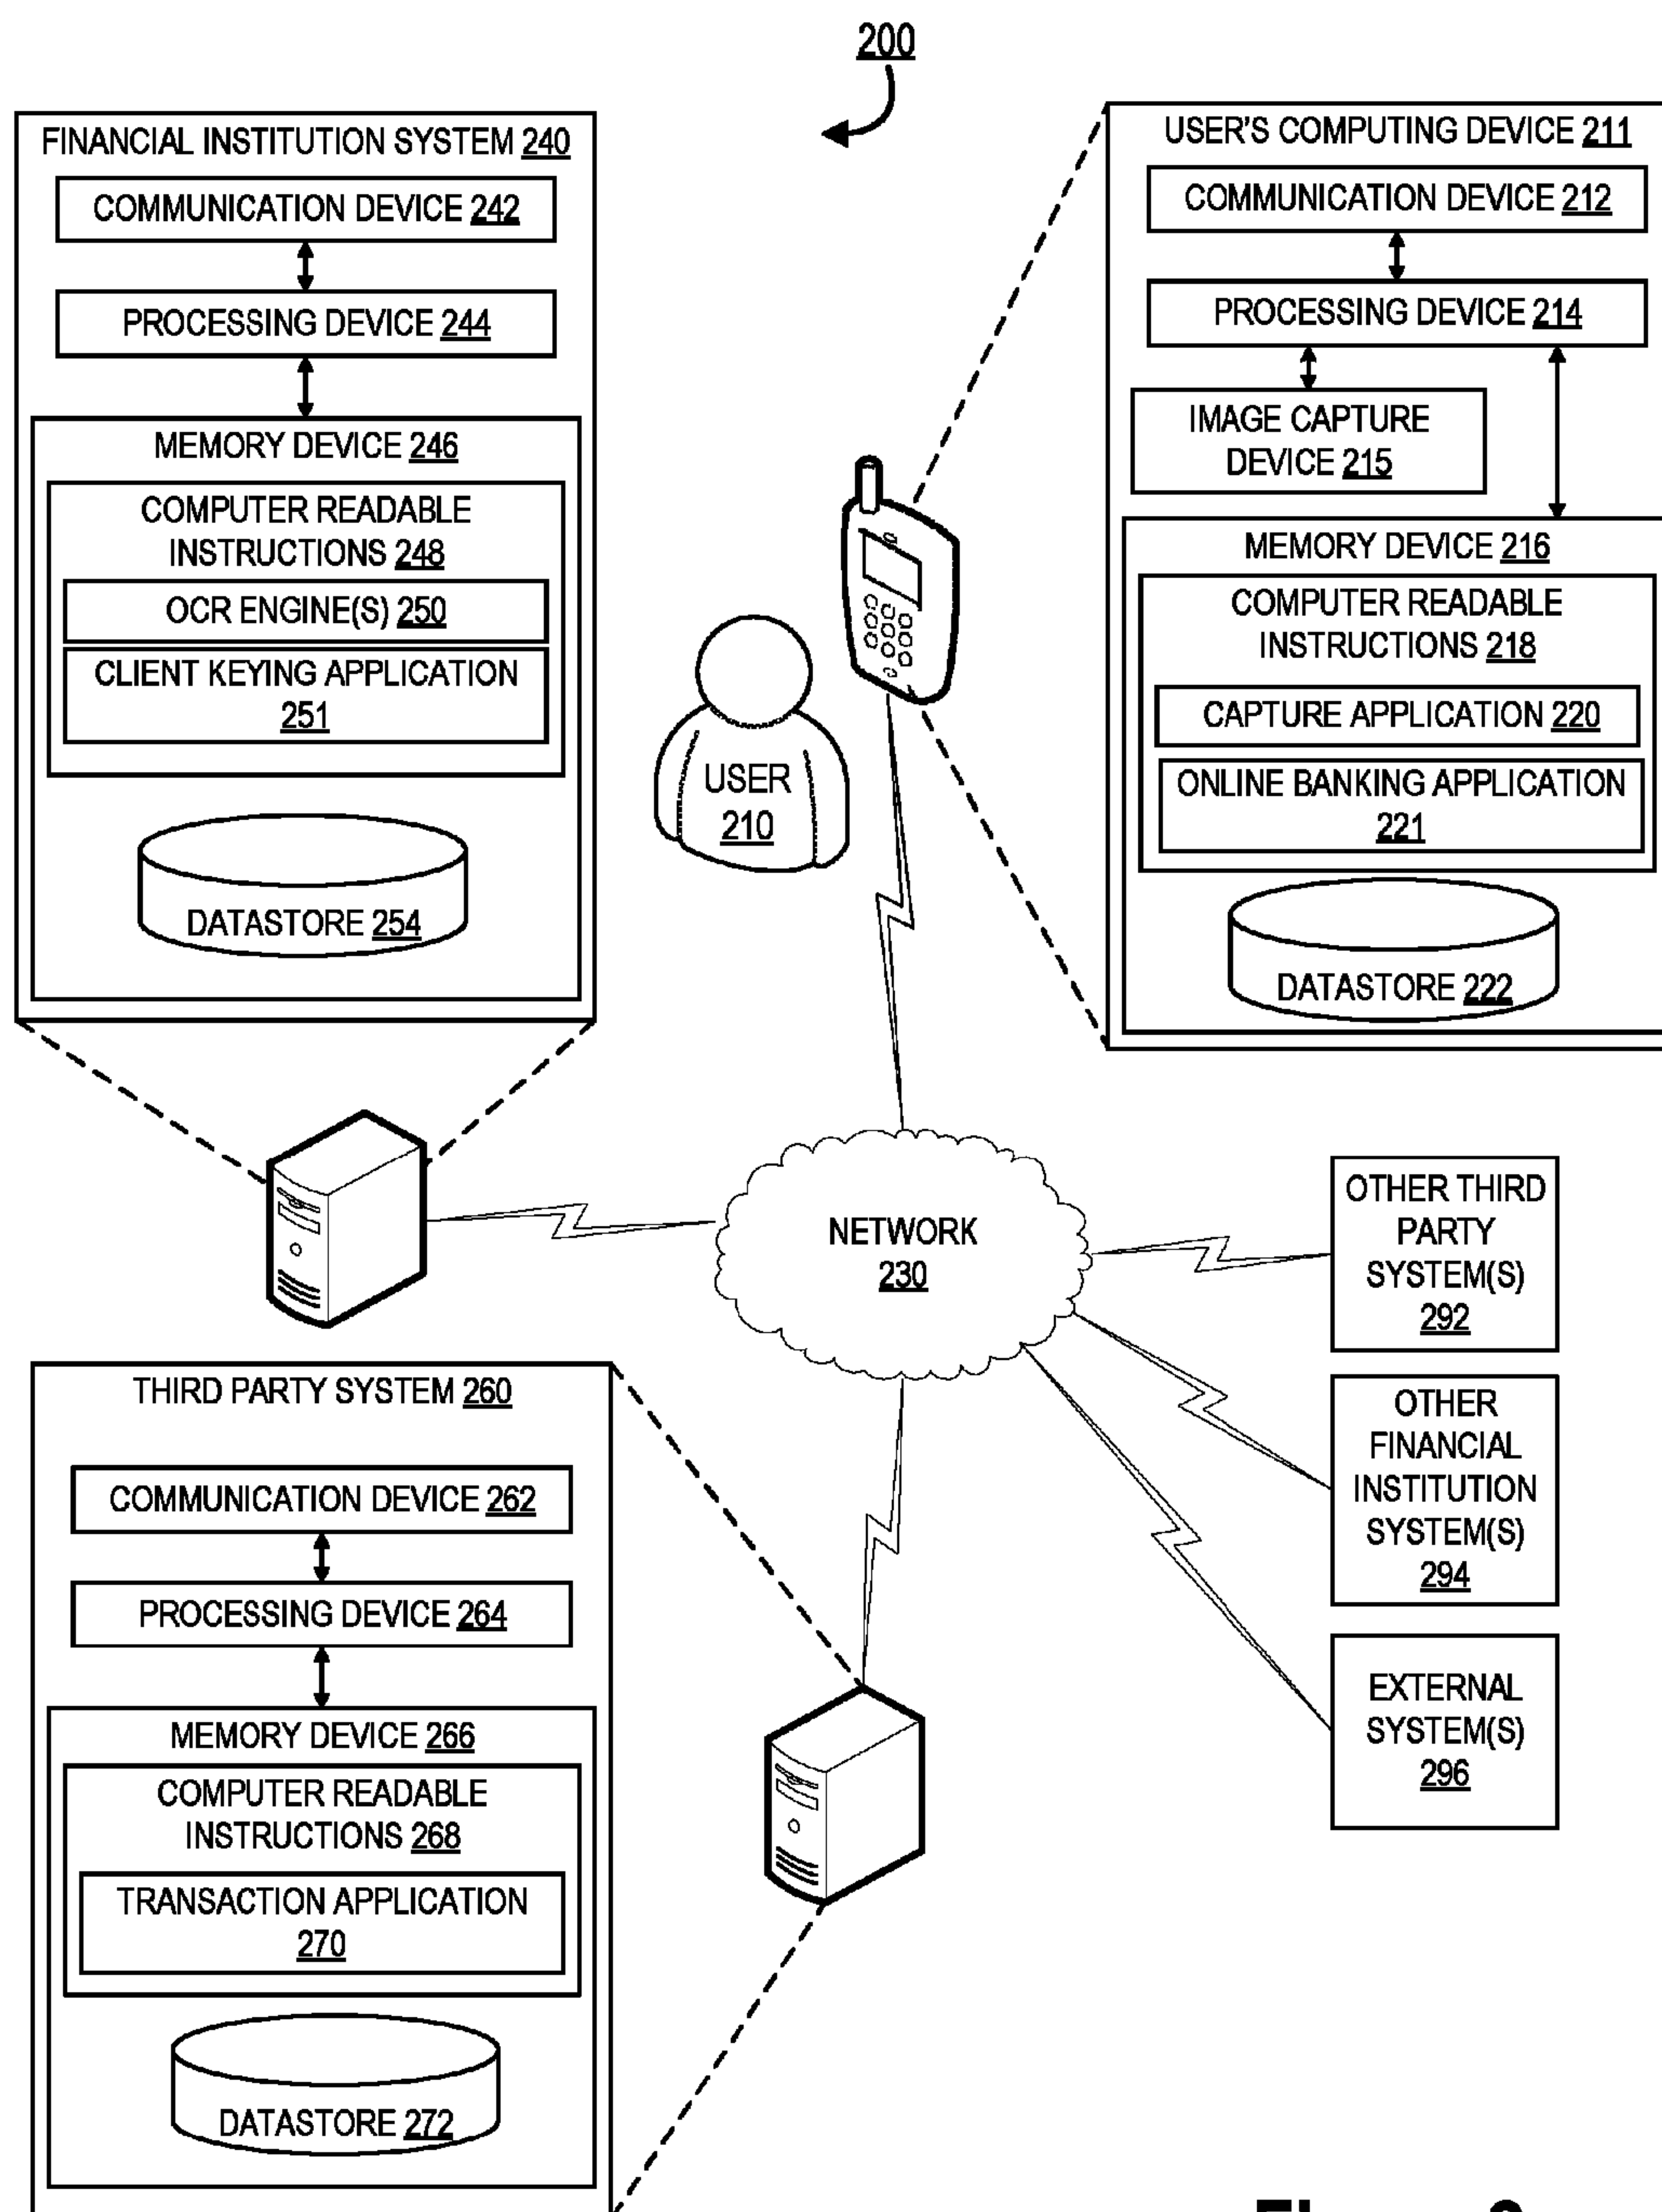 200
FINANCIAL INSTITUTION SYSTEM 240
COMMUNICATION DEVICE 242
PROCESSING DEVICE 244
MEMORY DEVICE 246
COMPUTER READABLE
INSTRUCTIONS 248
OCR ENGINE(S) 250
CLIENT KEYING APPLICATION
251
DATASTORE 254
USER'S COMPUTING DEVICE 211
COMMUNICATION DEVICE 212
PROCESSING DEVICE 214
IMAGE CAPTURE
DEVICE 215
MEMORY DEVICE 216
COMPUTER READABLE
INSTRUCTIONS 218
CAPTURE APPLICATION 220
ONLINE BANKING APPLICATION
221
DATASTORE 222
USER
210
NETWORK
230
OTHER THIRD
PARTY
SYSTEM(S)
292
OTHER
FINANCIAL
INSTITUTION
SYSTEM(S)
294
EXTERNAL
SYSTEM(S)
296
THIRD PARTY SYSTEM 260
COMMUNICATION DEVICE 262
PROCESSING DEVICE 264
MEMORY DEVICE 266
COMPUTER READABLE
INSTRUCTIONS 268
TRANSACTION APPLICATION
270
DATASTORE 272